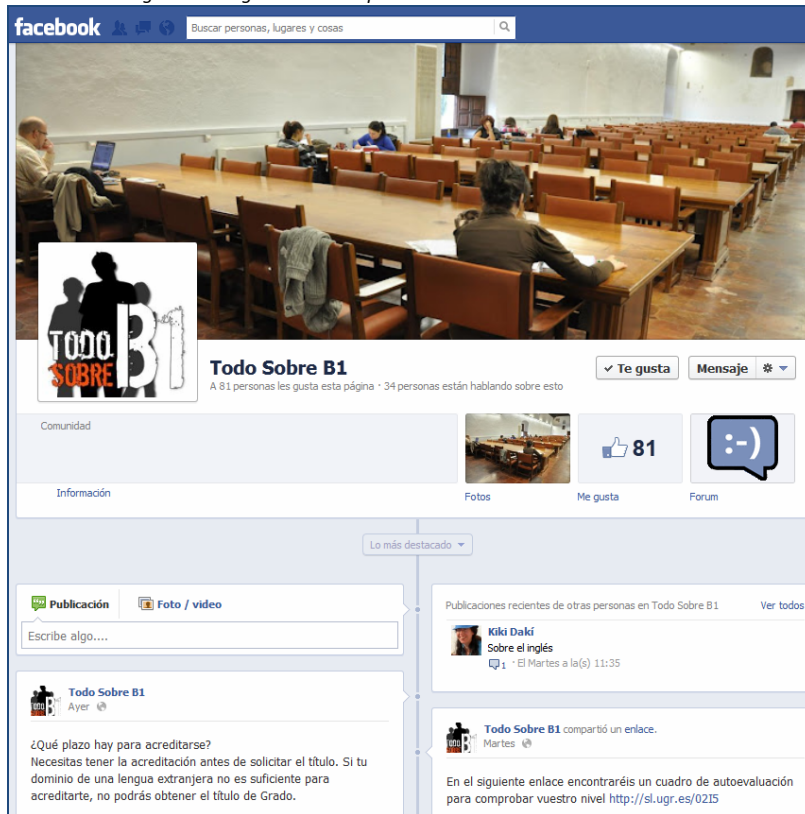 facebook
Buscar personas, lugares y cosas
TODO
SOBRE
B1
Todo Sobre B1
A 81 personas les gusta esta página · 34 personas están hablando sobre esto
✓ Te gusta
Mensaje
Comunidad
:-)
81
Información
Fotos
Me gusta
Forum
Lo más destacado
Publicación
Foto / video
Escribe algo....
Publicaciones recientes de otras personas en Todo Sobre B1
Ver todos
Kiki Dakí
Sobre el inglés
1 · El Martes a la(s) 11:35
Todo Sobre B1
Ayer
¿Qué plazo hay para acreditarse?
Necesitas tener la acreditación antes de solicitar el título. Si tu
dominio de una lengua extranjera no es suficiente para
acreditarte, no podrás obtener el título de Grado.
Todo Sobre B1 compartió un enlace.
Martes
En el siguiente enlace encontraréis un cuadro de autoevaluación
para comprobar vuestro nivel http://sl.ugr.es/02I5